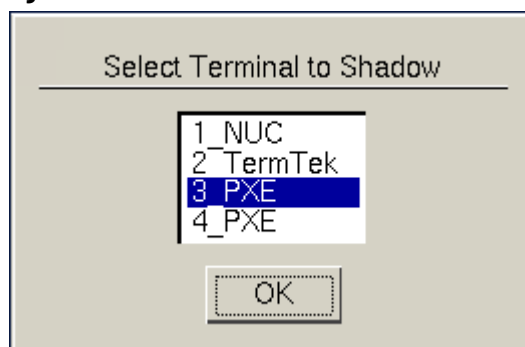 Select Terminal to Shadow
1_NUC
2_TermTek
3_PXE
4_PXE
OK